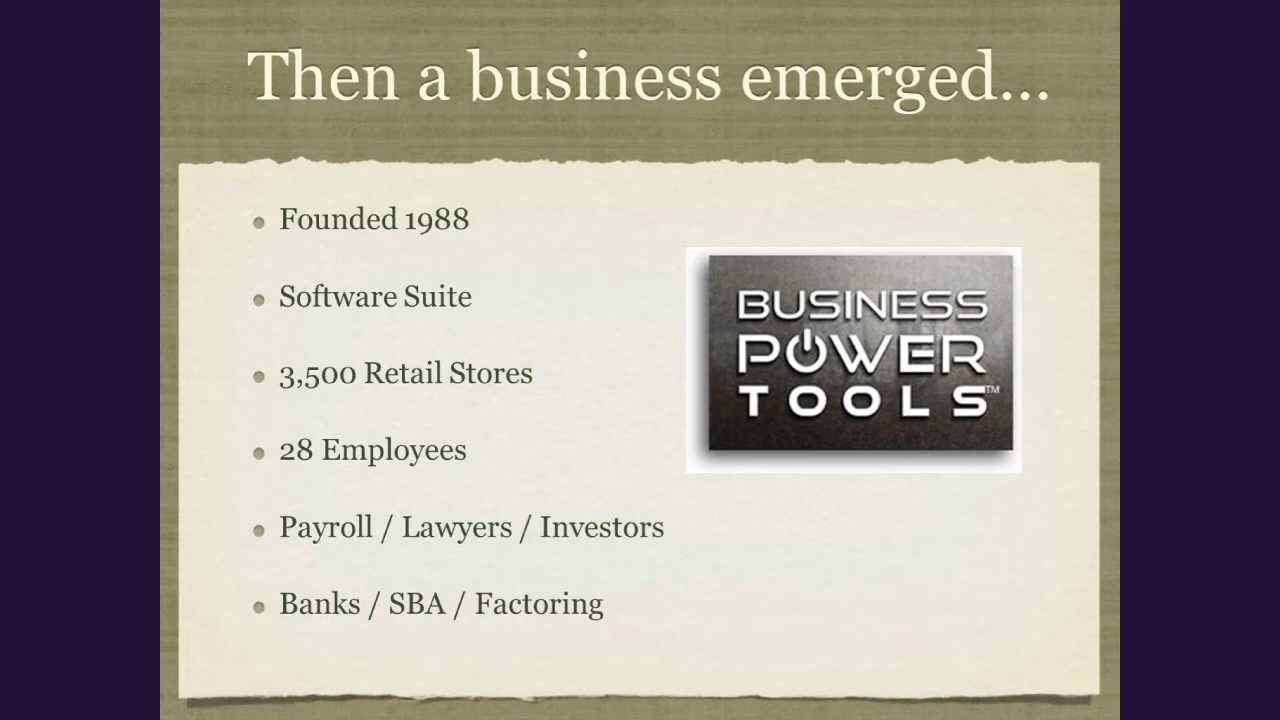 Then a business emerged...
Founded 1988
Software Suite
3,500 Retail Stores
28 Employees
Payroll / Lawyers / Investors
Banks / SBA / Factoring
BUSINESS
POWER
TOOLS™